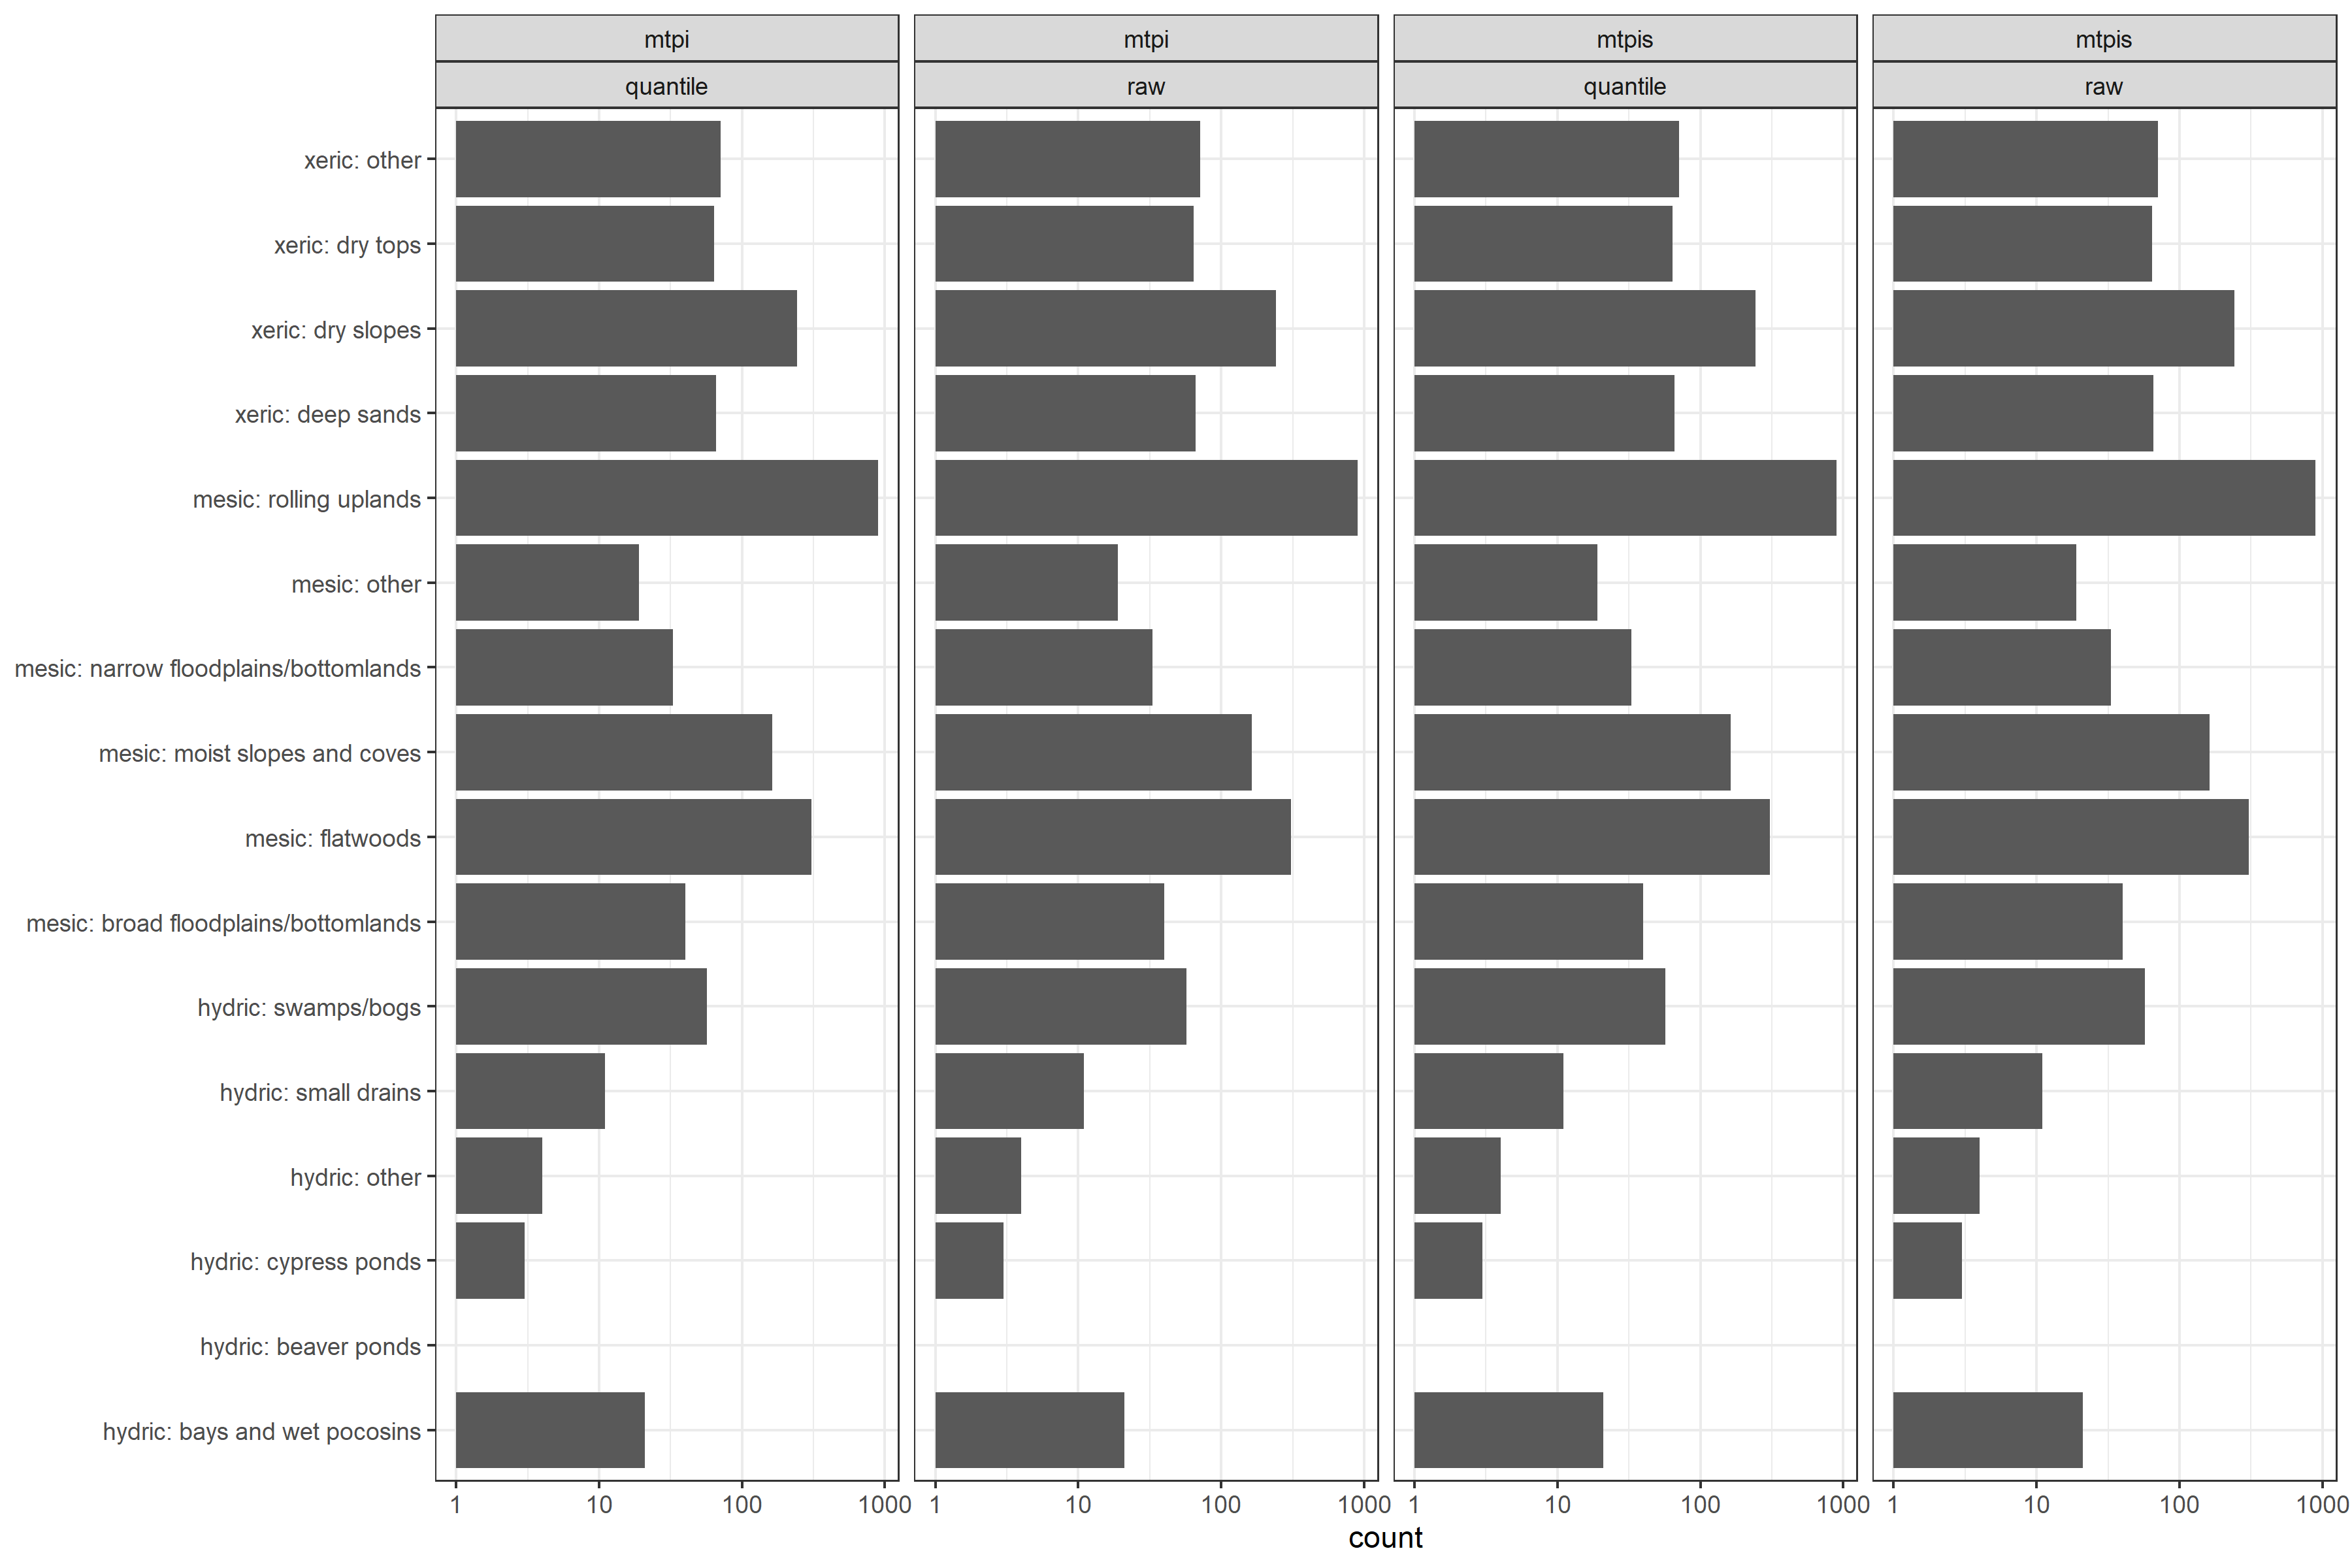 mtpi mtpi mtpis mtpis
quantile raw quantile raw
xeric: other
xeric: dry tops
xeric: dry slopes
xeric: deep sands
mesic: rolling uplands
mesic: other
mesic: narrow floodplains/bottomlands
mesic: moist slopes and coves
mesic: flatwoods
mesic: broad floodplains/bottomlands
hydric: swamps/bogs
hydric: small drains
hydric: other
hydric: cypress ponds
hydric: beaver ponds
hydric: bays and wet pocosins
1 10 100 1000 1 10 100 1000 1 10 100 1000 1 10 100 1000
count